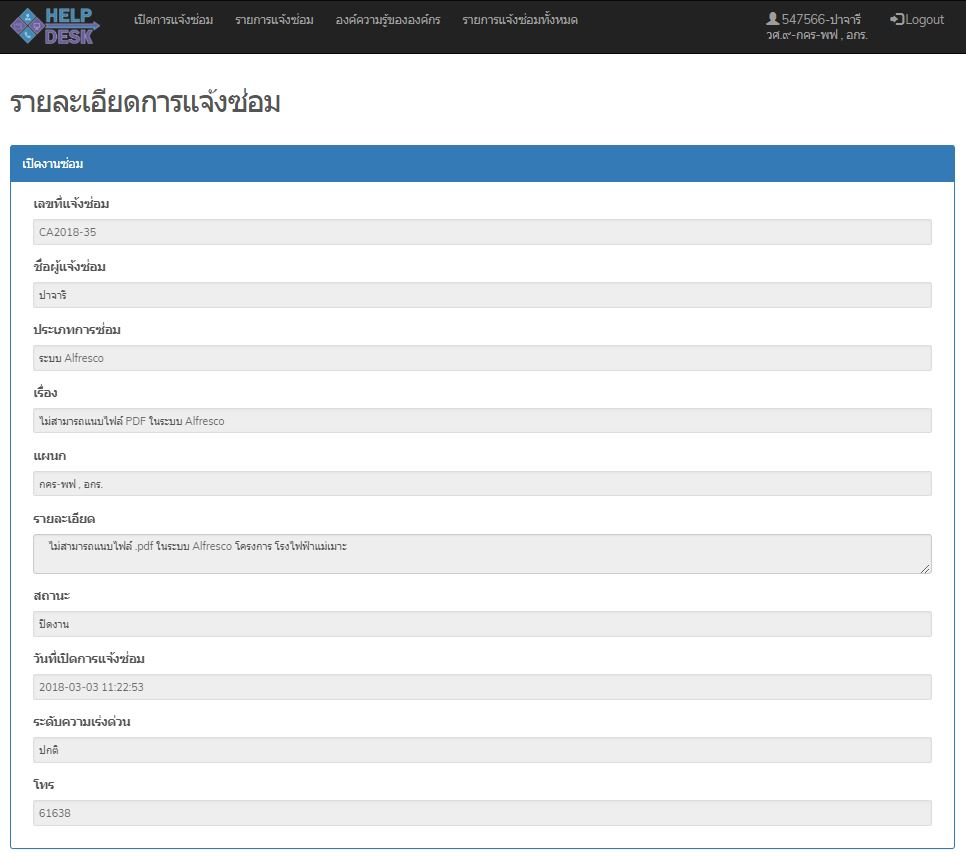 HELP
DESK
เปิดการแจ้งซ่อม รายการแจ้งซ่อม องค์ความรู้ขององค์กร รายการแจ้งซ่อมทั้งหมด 547566-ปาจารี Logout
วศ.๙-กคร-พฟ , อกร.
รายละเอียดการแจ้งซ่อม
เปิดงานซ่อม
เลขที่แจ้งซ่อม
CA2018-35
ชื่อผู้แจ้งซ่อม
ปาจารี
ประเภทการซ่อม
ระบบ Alfresco
เรื่อง
ไม่สามารถแนบไฟล์ PDF ในระบบ Alfresco
แผนก
กคร-พฟ , อกร.
รายละเอียด
ไม่สามารถแนบไฟล์ .pdf ในระบบ Alfresco โครงการ โรงไฟฟ้าแม่เมาะ
สถานะ
ปิดงาน
วันที่เปิดการแจ้งซ่อม
2018-03-03 11:22:53
ระดับความเร่งด่วน
ปกติ
โทร
61638